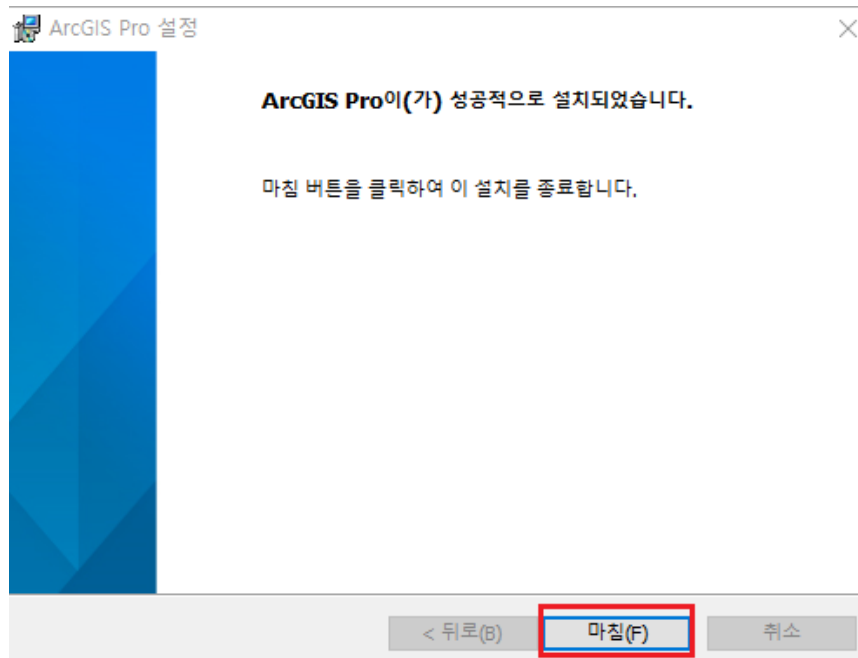 ArcGIS Pro 설정
ArcGIS Pro이(가) 성공적으로 설치되었습니다.
마침 버튼을 클릭하여 이 설치를 종료합니다.
< 뒤로(B) 마침(F) 취소